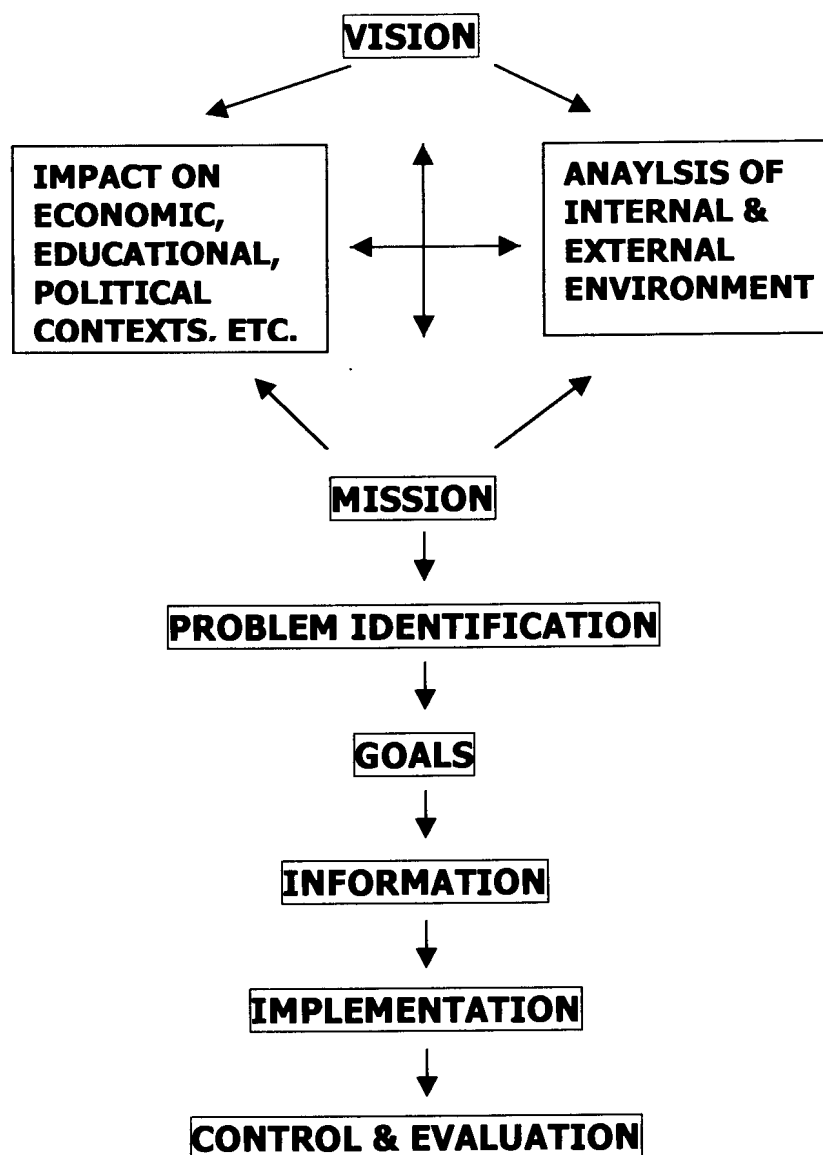 VISION
IMPACT ON
ECONOMIC,
EDUCATIONAL,
POLITICAL
CONTEXTS. ETC.
ANAYLSIS OF
INTERNAL &
EXTERNAL
ENVIRONMENT
MISSION
PROBLEM IDENTIFICATION
GOALS
INFORMATION
IMPLEMENTATION
CONTROL & EVALUATION